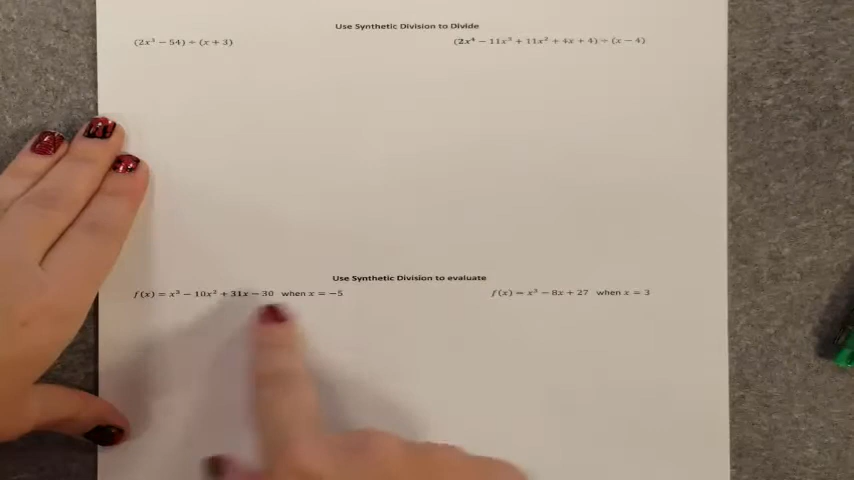 Use Synthetic Division to Divide
(2x³ − 54) ÷ (x + 3)
(2x⁴ − 11x³ + 11x² + 4x + 4) ÷ (x − 4)
Use Synthetic Division to evaluate
f(x) = x³ − 10x² + 31x − 30 when x = −5
f(x) = x³ − 8x + 27 when x = 3